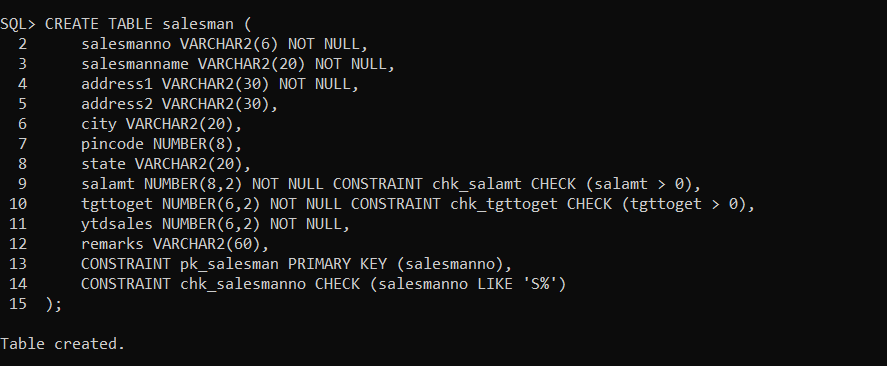 SQL> CREATE TABLE salesman (
  2      salesmanno VARCHAR2(6) NOT NULL,
  3      salesmanname VARCHAR2(20) NOT NULL,
  4      address1 VARCHAR2(30) NOT NULL,
  5      address2 VARCHAR2(30),
  6      city VARCHAR2(20),
  7      pincode NUMBER(8),
  8      state VARCHAR2(20),
  9      salamt NUMBER(8,2) NOT NULL CONSTRAINT chk_salamt CHECK (salamt > 0),
 10      tgttoget NUMBER(6,2) NOT NULL CONSTRAINT chk_tgttoget CHECK (tgttoget > 0),
 11      ytdsales NUMBER(6,2) NOT NULL,
 12      remarks VARCHAR2(60),
 13      CONSTRAINT pk_salesman PRIMARY KEY (salesmanno),
 14      CONSTRAINT chk_salesmanno CHECK (salesmanno LIKE 'S%')
 15  );
Table created.